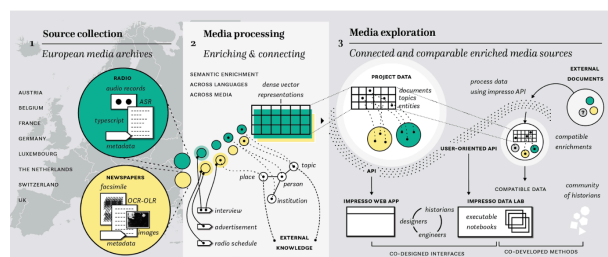 1 Source collection
European media archives
AUSTRIA
BELGIUM
FRANCE
GERMANY
LUXEMBOURG
THE NETHERLANDS
SWITZERLAND
UK
RADIO
audio records
ASR
typescript
metadata
NEWSPAPERS
facsimile
OCR-OLR
images
metadata
2 Media processing
Enriching & connecting
SEMANTIC ENRICHMENT
ACROSS LANGUAGES
ACROSS MEDIA
dense vector
representations
place
topic
person
institution
interview
advertisement
radio schedule
EXTERNAL
KNOWLEDGE
3 Media exploration
Connected and comparable enriched media sources
PROJECT DATA
documents
topics
entities
process data
using impresso API
EXTERNAL
DOCUMENTS
?
compatible
enrichments
USER-ORIENTED API
API
COMPATIBLE DATA
community
of historians
IMPRESSO WEB APP
historians
designers
engineers
IMPRESSO DATA LAB
executable
notebooks
CO-DESIGNED INTERFACES
CO-DEVELOPED METHODS